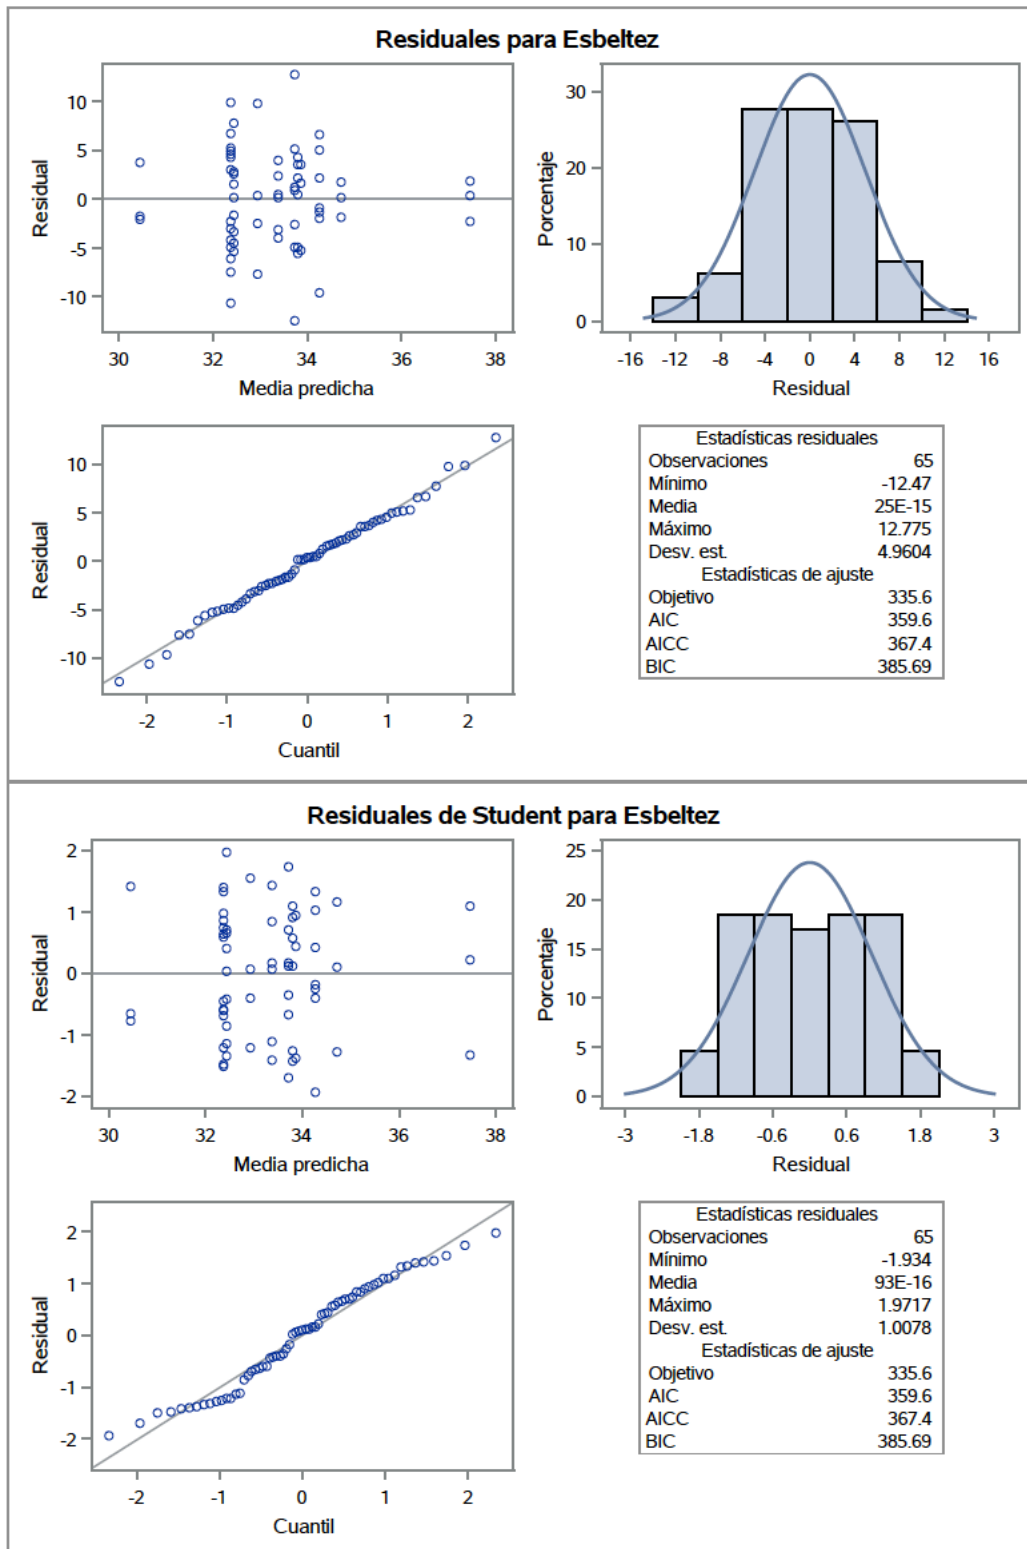 Residuales para Esbeltez
10
5
0
-5
-10
Residual
30 32 34 36 38
Media predicha
30
20
10
0
Porcentaje
-16 -12 -8 -4 0 4 8 12 16
Residual
10
5
0
-5
-10
Residual
-2 -1 0 1 2
Cuantil
Estadísticas residuales
Observaciones 65
Mínimo -12.47
Media 25E-15
Máximo 12.775
Desv. est. 4.9604
Estadísticas de ajuste
Objetivo 335.6
AIC 359.6
AICC 367.4
BIC 385.69
Residuales de Student para Esbeltez
2
1
0
-1
-2
Residual
30 32 34 36 38
Media predicha
25
20
15
10
5
0
Porcentaje
-3 -1.8 -0.6 0.6 1.8 3
Residual
2
1
0
-1
-2
Residual
-2 -1 0 1 2
Cuantil
Estadísticas residuales
Observaciones 65
Mínimo -1.934
Media 93E-16
Máximo 1.9717
Desv. est. 1.0078
Estadísticas de ajuste
Objetivo 335.6
AIC 359.6
AICC 367.4
BIC 385.69